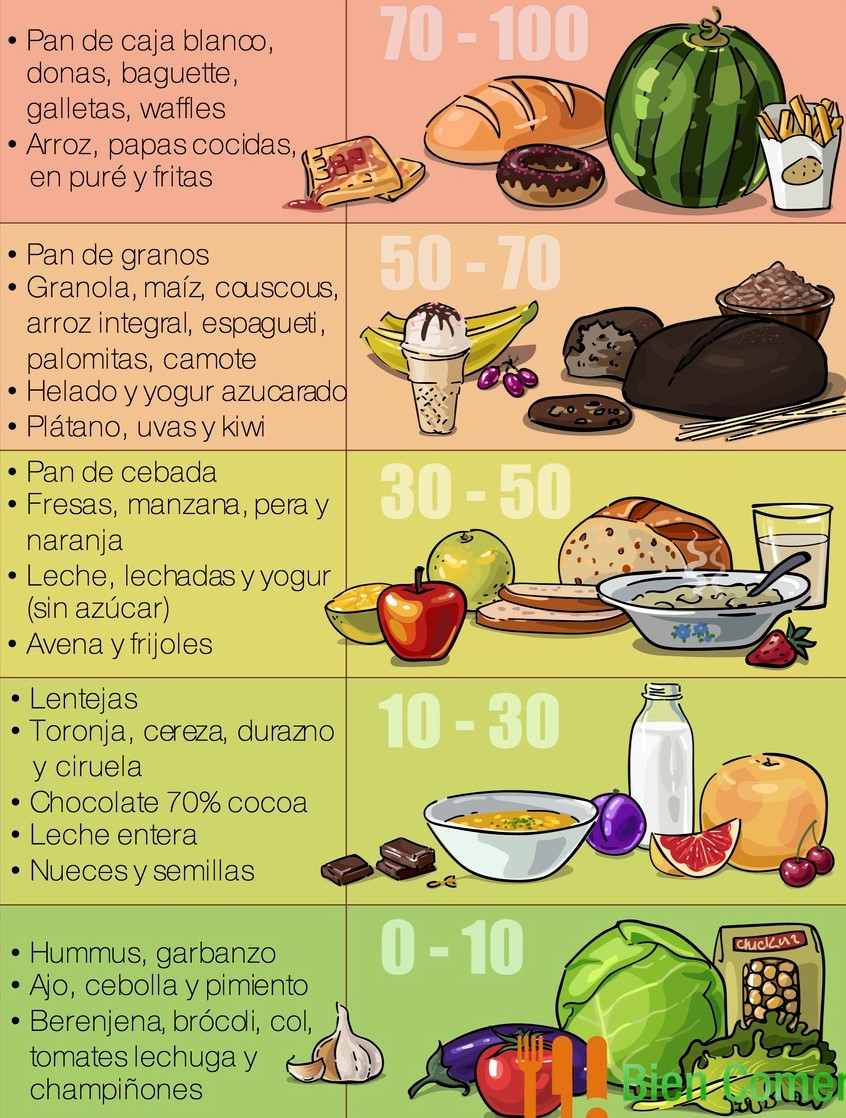 70 - 100
• Pan de caja blanco,
donas, baguette,
galletas, waffles
• Arroz, papas cocidas,
en puré y fritas
50 - 70
• Pan de granos
• Granola, maíz, couscous,
arroz integral, espagueti,
palomitas, camote
• Helado y yogur azucarado
• Plátano, uvas y kiwi
30 - 50
• Pan de cebada
• Fresas, manzana, pera y
naranja
• Leche, lechadas y yogur
(sin azúcar)
• Avena y frijoles
10 - 30
• Lentejas
• Toronja, cereza, durazno
y ciruela
• Chocolate 70% cocoa
• Leche entera
• Nueces y semillas
0 - 10
• Hummus, garbanzo
• Ajo, cebolla y pimiento
• Berenjena, brócoli, col,
tomates lechuga y
champiñones
Bien Comer